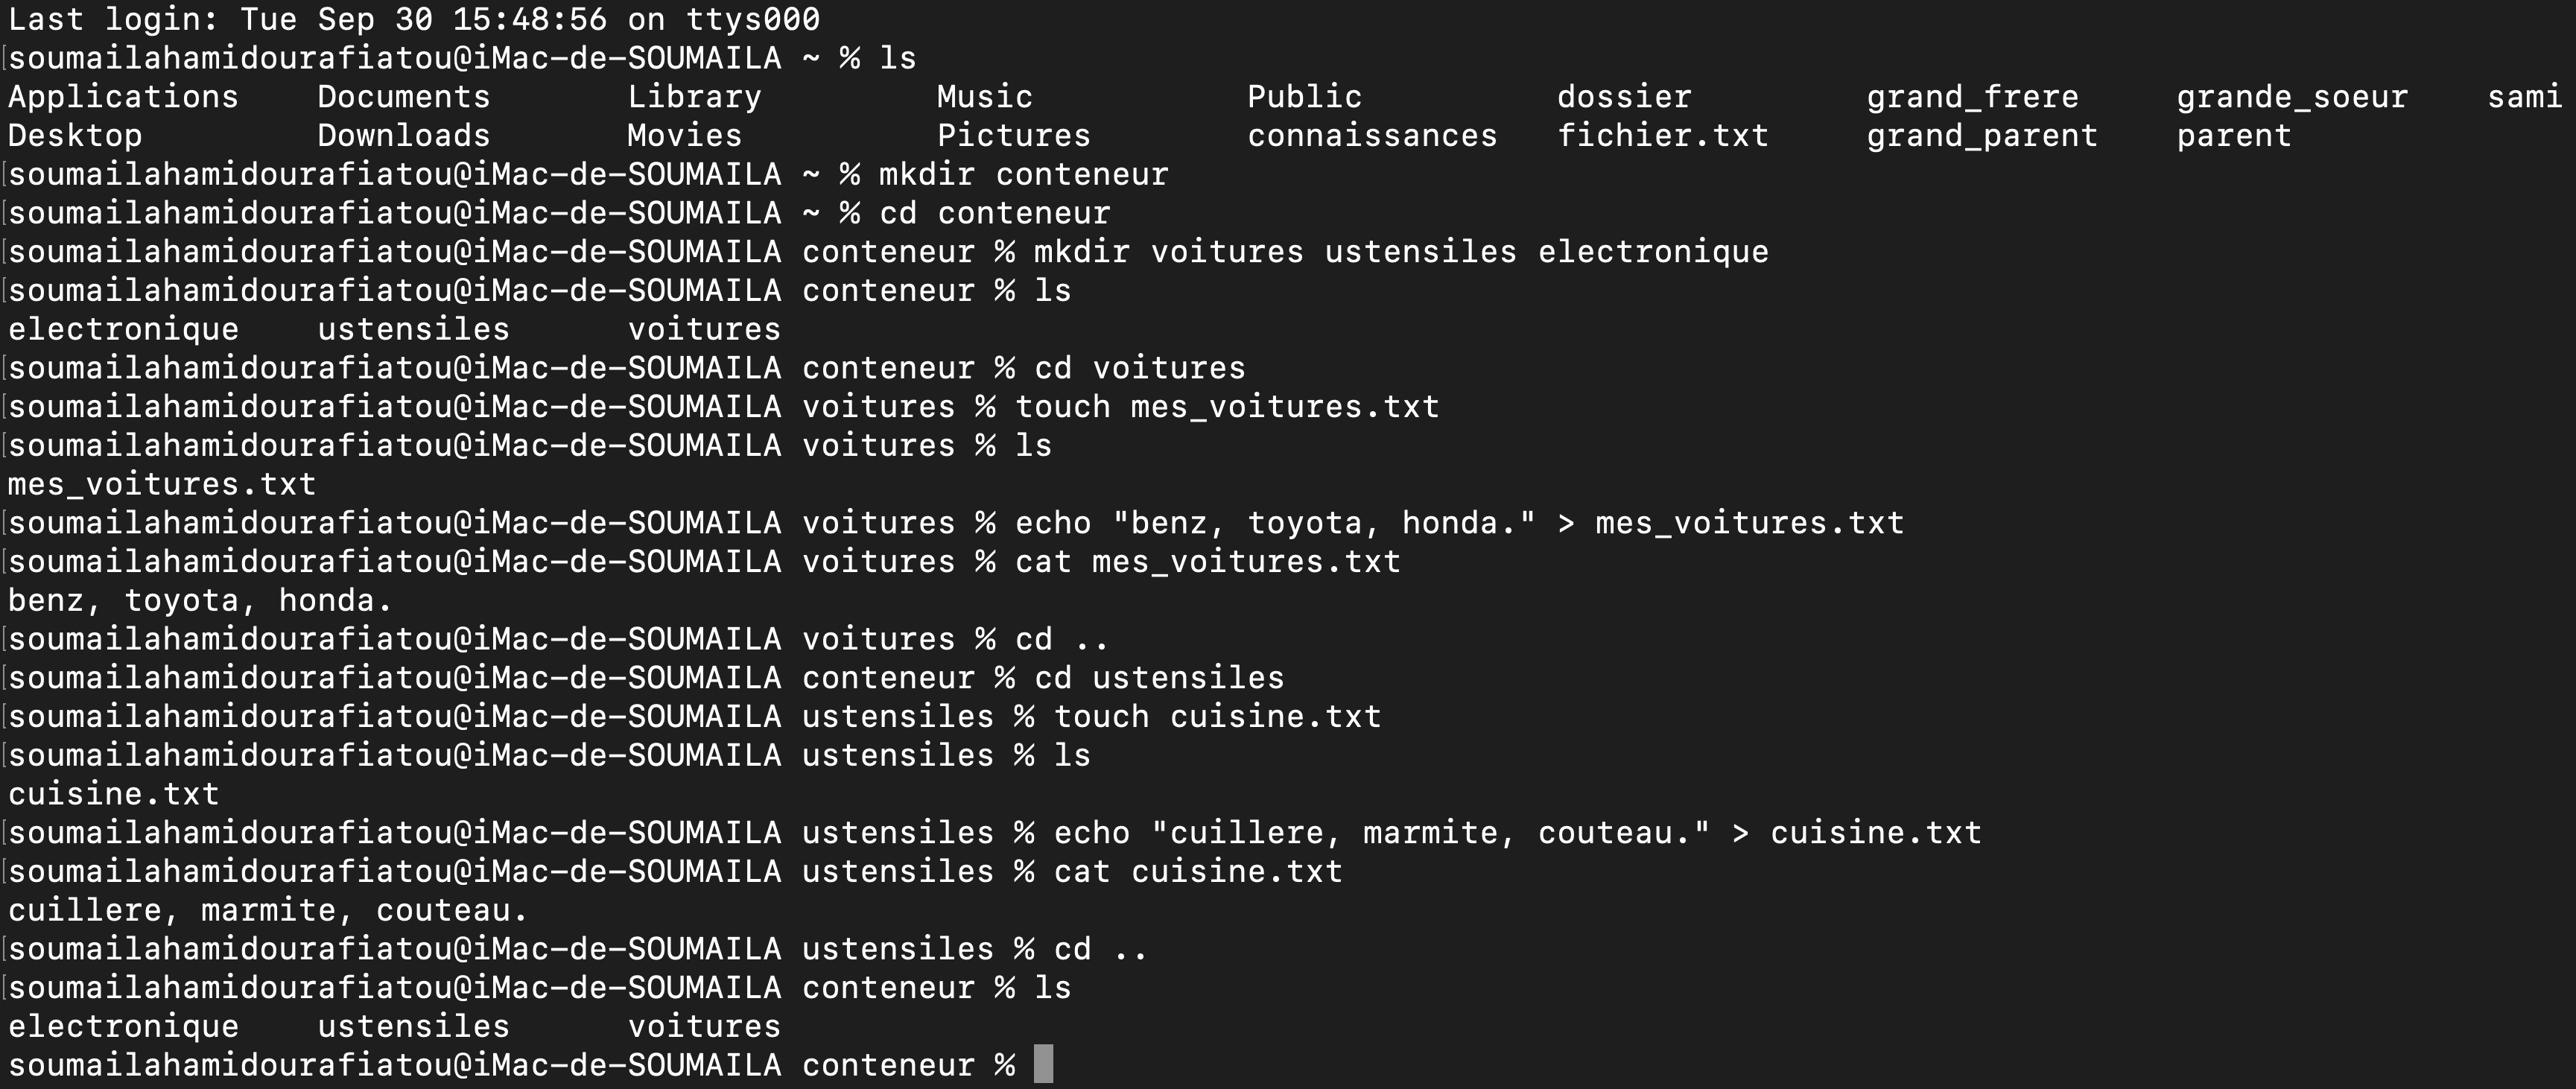 Last login: Tue Sep 30 15:48:56 on ttys000
[soumailahamidourafiatou@iMac-de-SOUMAILA ~ % ls
Applications Documents Library Music Public dossier grand_frere grande_soeur sami
Desktop Downloads Movies Pictures connaissances fichier.txt grand_parent parent
[soumailahamidourafiatou@iMac-de-SOUMAILA ~ % mkdir conteneur
[soumailahamidourafiatou@iMac-de-SOUMAILA ~ % cd conteneur
[soumailahamidourafiatou@iMac-de-SOUMAILA conteneur % mkdir voitures ustensiles electronique
[soumailahamidourafiatou@iMac-de-SOUMAILA conteneur % ls
electronique ustensiles voitures
[soumailahamidourafiatou@iMac-de-SOUMAILA conteneur % cd voitures
[soumailahamidourafiatou@iMac-de-SOUMAILA voitures % touch mes_voitures.txt
[soumailahamidourafiatou@iMac-de-SOUMAILA voitures % ls
mes_voitures.txt
[soumailahamidourafiatou@iMac-de-SOUMAILA voitures % echo "benz, toyota, honda." > mes_voitures.txt
[soumailahamidourafiatou@iMac-de-SOUMAILA voitures % cat mes_voitures.txt
benz, toyota, honda.
[soumailahamidourafiatou@iMac-de-SOUMAILA voitures % cd ..
[soumailahamidourafiatou@iMac-de-SOUMAILA conteneur % cd ustensiles
[soumailahamidourafiatou@iMac-de-SOUMAILA ustensiles % touch cuisine.txt
[soumailahamidourafiatou@iMac-de-SOUMAILA ustensiles % ls
cuisine.txt
[soumailahamidourafiatou@iMac-de-SOUMAILA ustensiles % echo "cuillere, marmite, couteau." > cuisine.txt
[soumailahamidourafiatou@iMac-de-SOUMAILA ustensiles % cat cuisine.txt
cuillere, marmite, couteau.
[soumailahamidourafiatou@iMac-de-SOUMAILA ustensiles % cd ..
[soumailahamidourafiatou@iMac-de-SOUMAILA conteneur % ls
electronique ustensiles voitures
soumailahamidourafiatou@iMac-de-SOUMAILA conteneur %